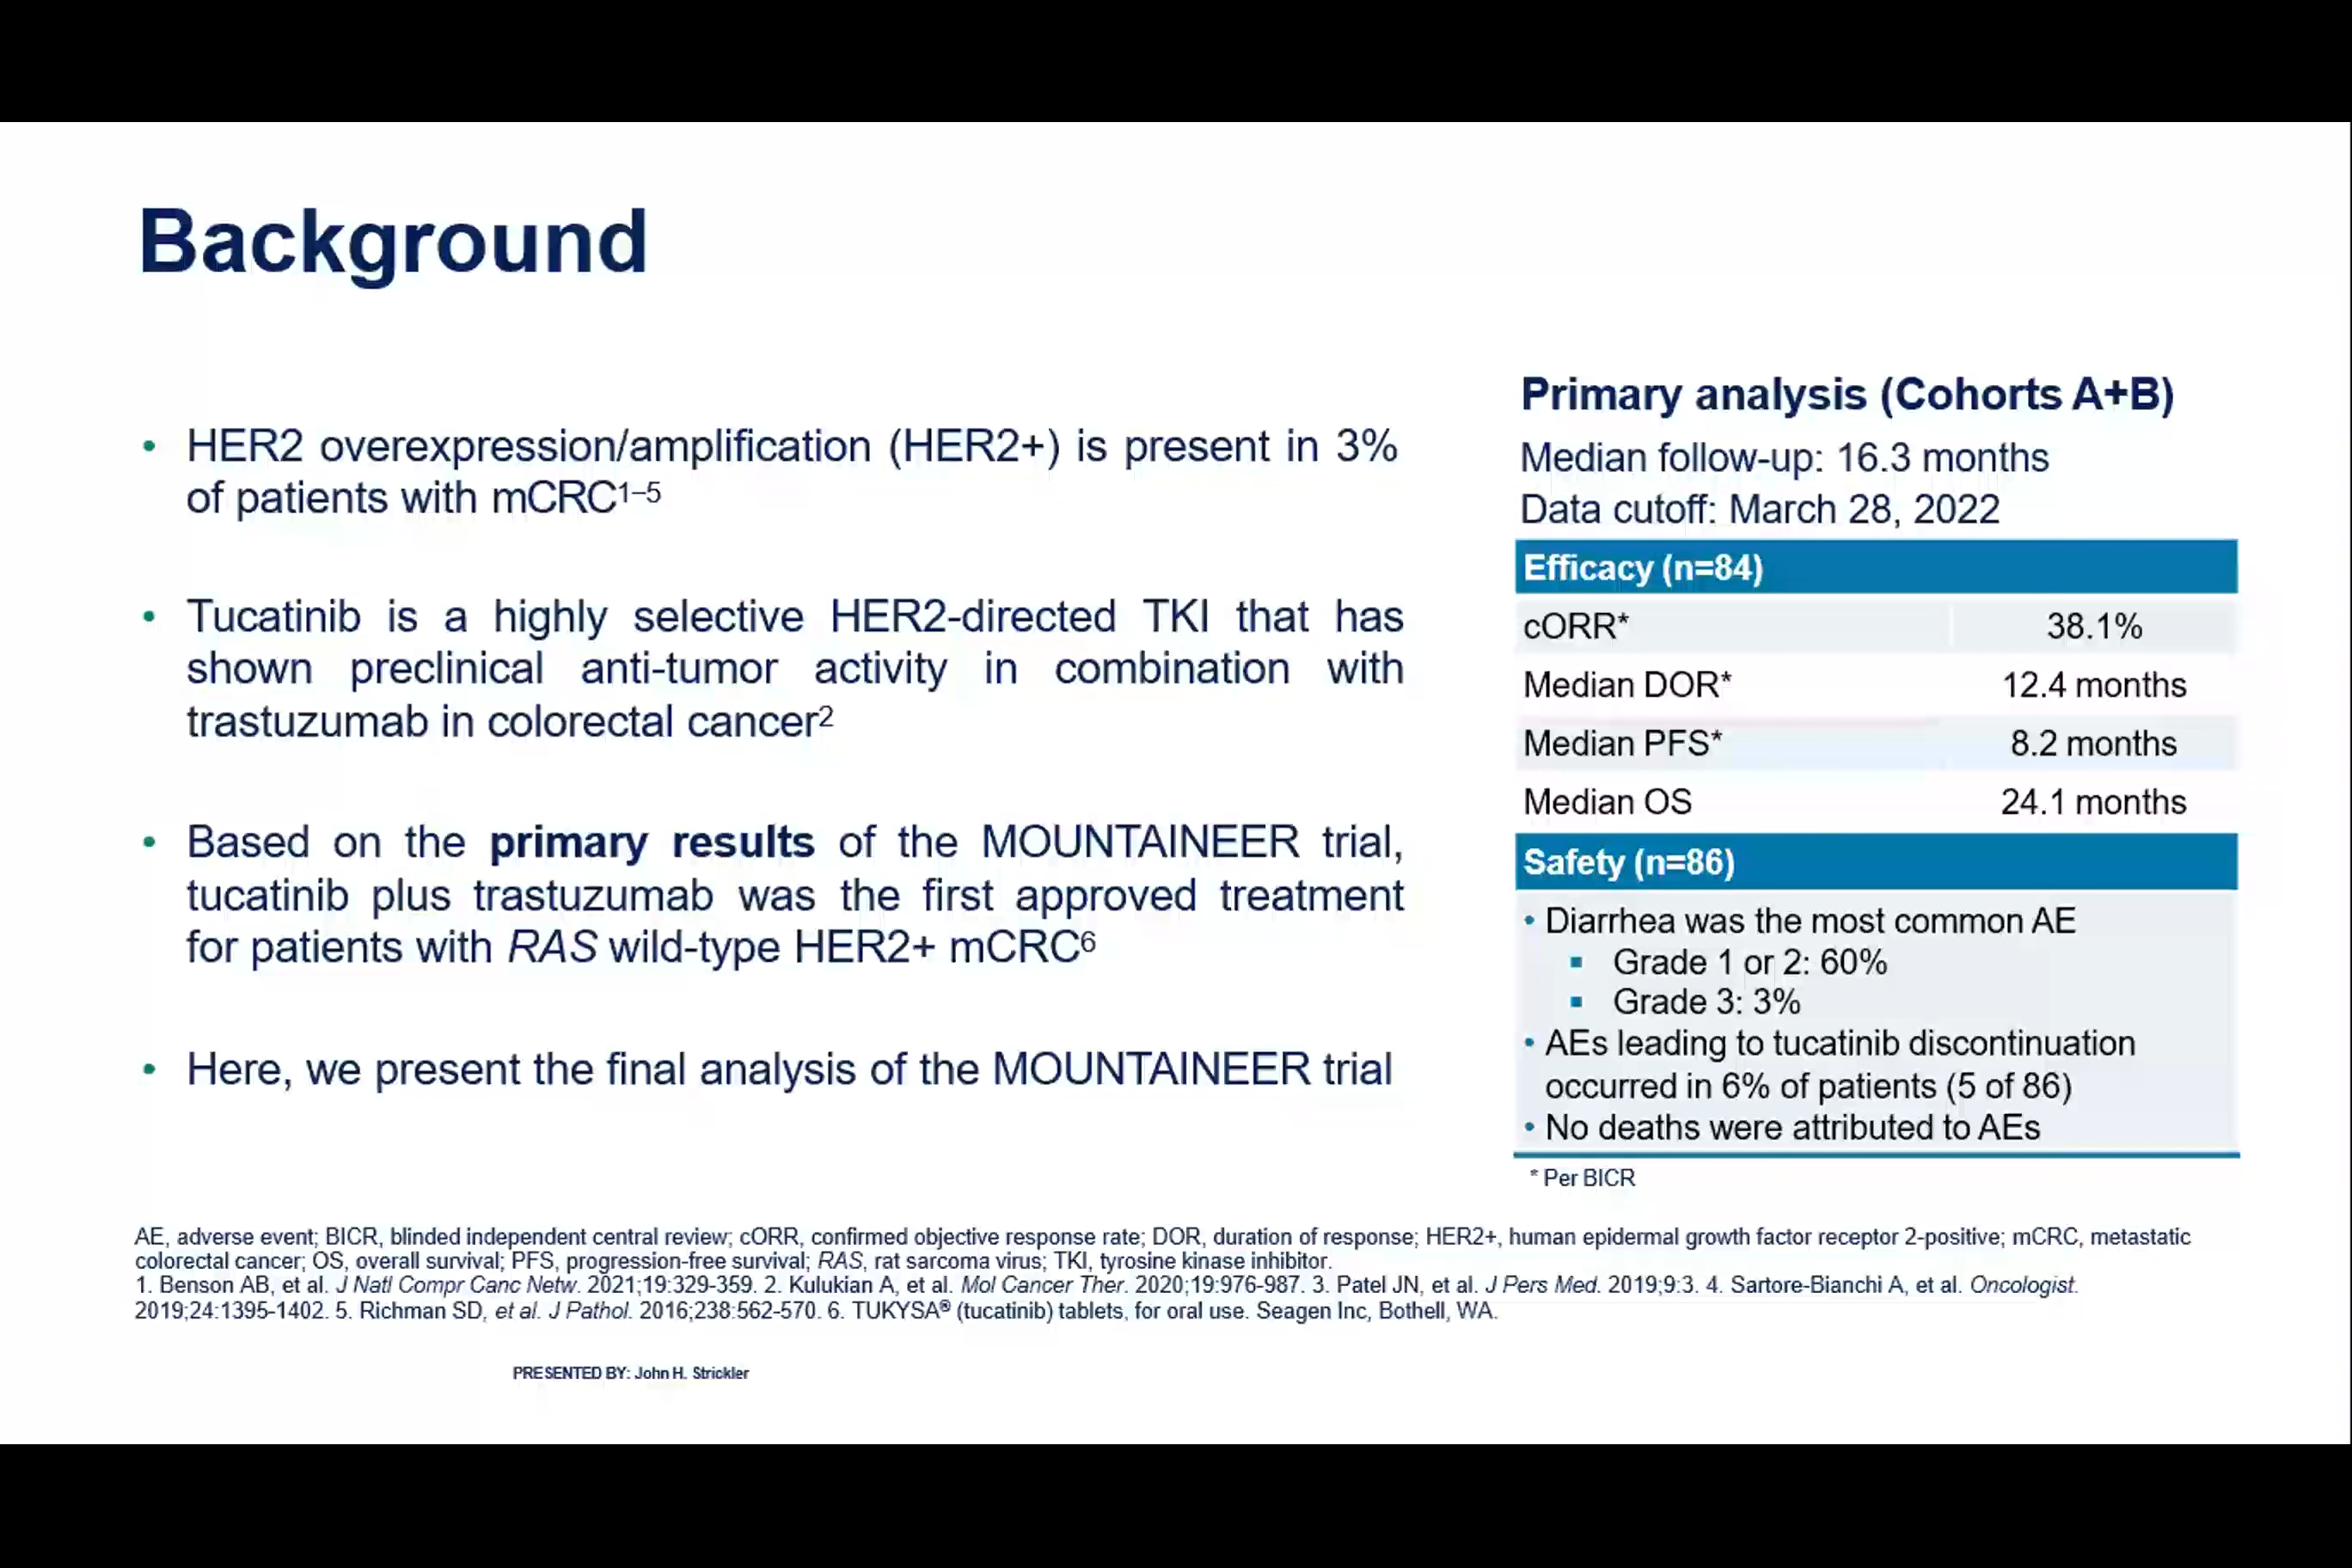 Background
• HER2 overexpression/amplification (HER2+) is present in 3%
of patients with mCRC1–5
• Tucatinib is a highly selective HER2-directed TKI that has
shown preclinical anti-tumor activity in combination with
trastuzumab in colorectal cancer2
• Based on the primary results of the MOUNTAINEER trial,
tucatinib plus trastuzumab was the first approved treatment
for patients with RAS wild-type HER2+ mCRC6
• Here, we present the final analysis of the MOUNTAINEER trial
Primary analysis (Cohorts A+B)
Median follow-up: 16.3 months
Data cutoff: March 28, 2022
Efficacy (n=84)
cORR* 38.1%
Median DOR* 12.4 months
Median PFS* 8.2 months
Median OS 24.1 months
Safety (n=86)
• Diarrhea was the most common AE
▪ Grade 1 or 2: 60%
▪ Grade 3: 3%
• AEs leading to tucatinib discontinuation
occurred in 6% of patients (5 of 86)
• No deaths were attributed to AEs
* Per BICR
AE, adverse event; BICR, blinded independent central review; cORR, confirmed objective response rate; DOR, duration of response; HER2+, human epidermal growth factor receptor 2-positive; mCRC, metastatic
colorectal cancer; OS, overall survival; PFS, progression-free survival; RAS, rat sarcoma virus; TKI, tyrosine kinase inhibitor.
1. Benson AB, et al. J Natl Compr Canc Netw. 2021;19:329-359. 2. Kulukian A, et al. Mol Cancer Ther. 2020;19:976-987. 3. Patel JN, et al. J Pers Med. 2019;9:3. 4. Sartore-Bianchi A, et al. Oncologist.
2019;24:1395-1402. 5. Richman SD, et al. J Pathol. 2016;238:562-570. 6. TUKYSA® (tucatinib) tablets, for oral use. Seagen Inc, Bothell, WA.
PRESENTED BY: John H. Strickler